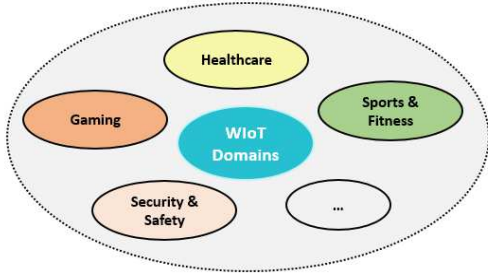 Healthcare
Sports &
Fitness
Gaming
WIoT
Domains
Security &
Safety
...